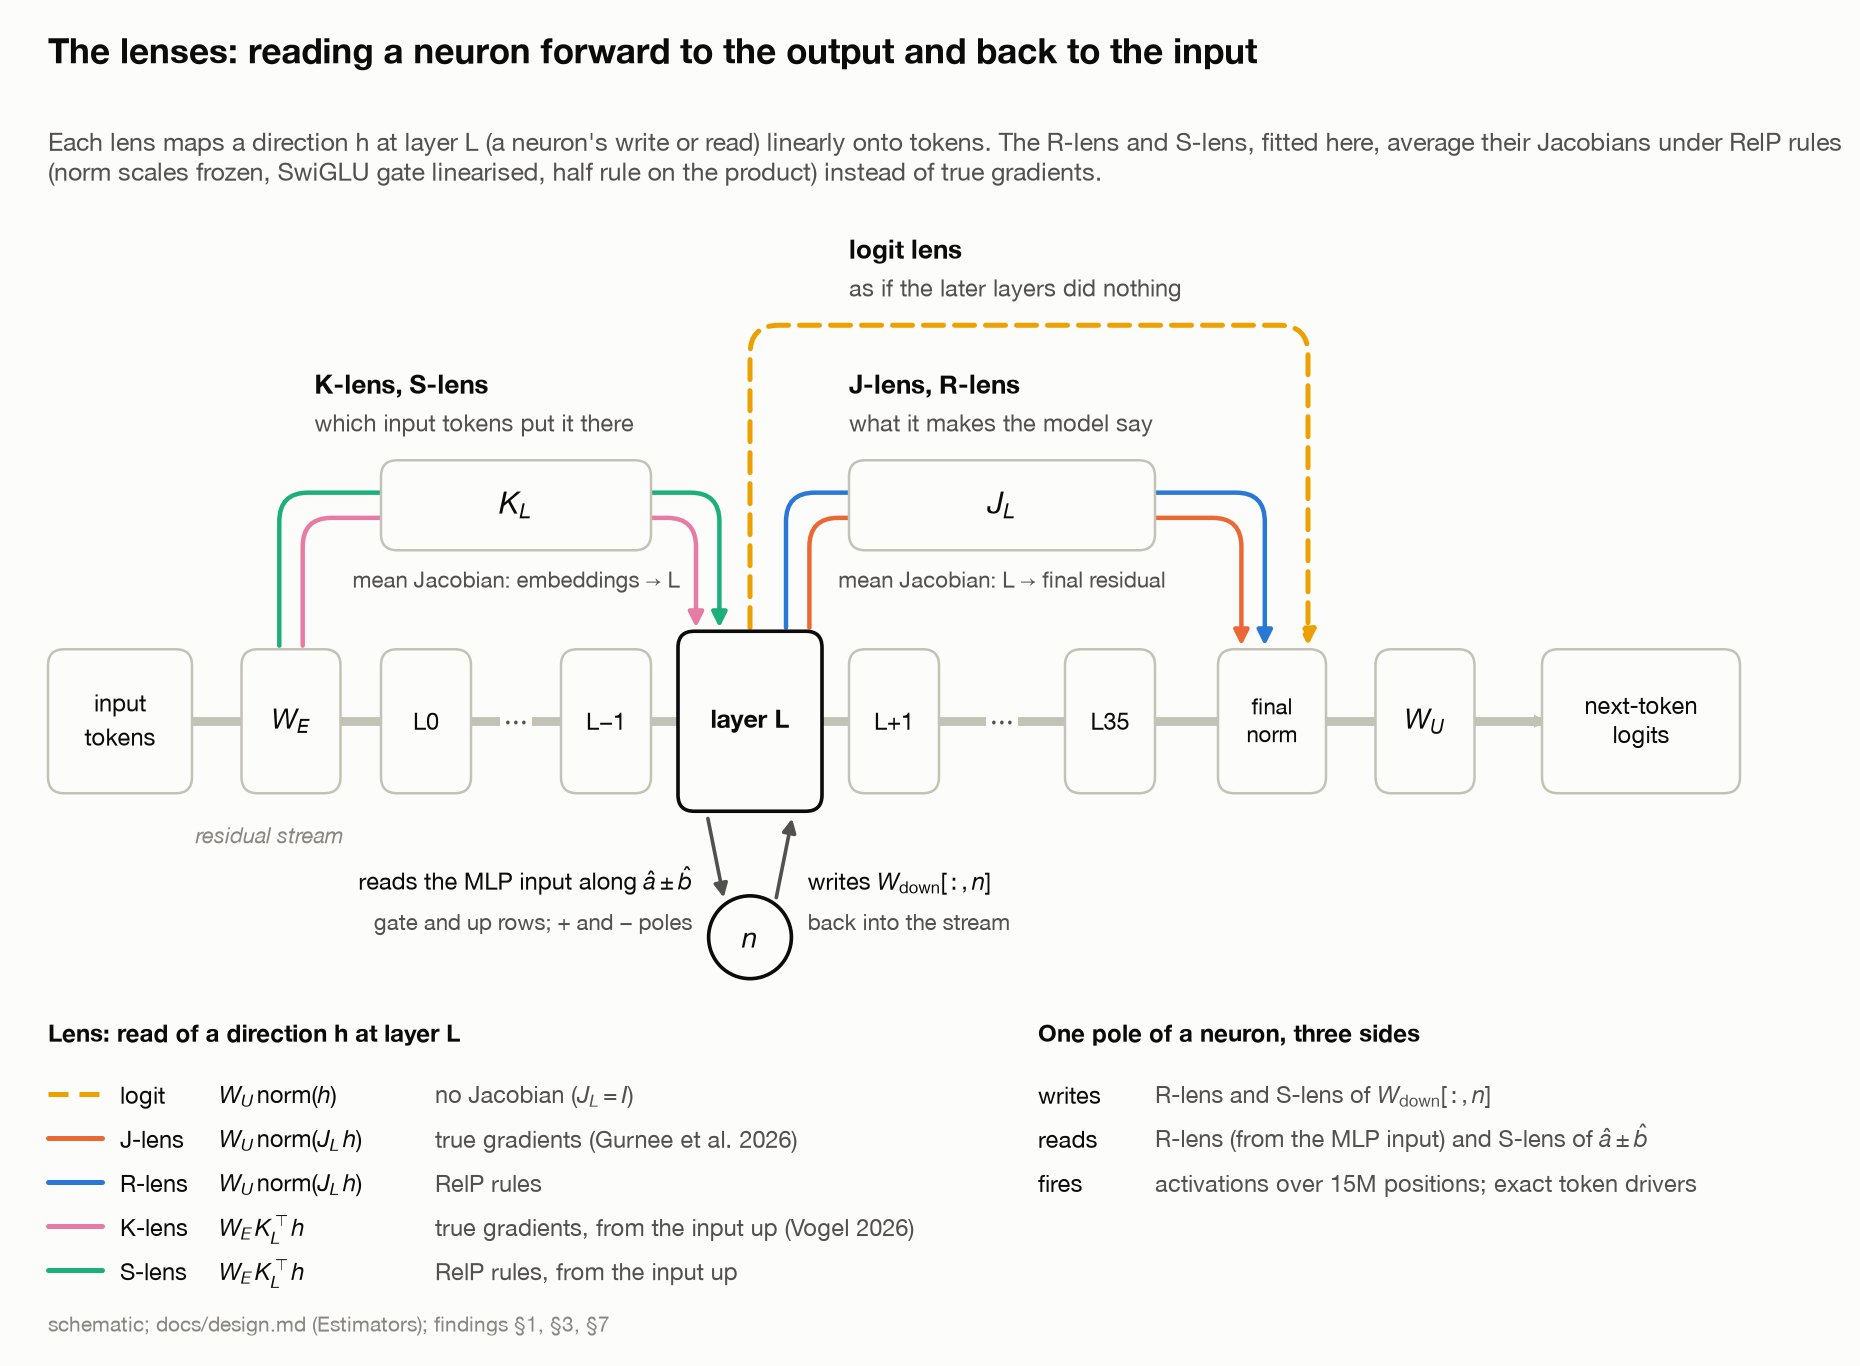 The lenses: reading a neuron forward to the output and back to the input
Each lens maps a direction h at layer L (a neuron's write or read) linearly onto tokens. The R-lens and S-lens, fitted here, average their Jacobians under RelP rules
(norm scales frozen, SwiGLU gate linearised, half rule on the product) instead of true gradients.
logit lens
as if the later layers did nothing
K-lens, S-lens
which input tokens put it there
J-lens, R-lens
what it makes the model say
K_L
J_L
mean Jacobian: embeddings → L
mean Jacobian: L → final residual
input
tokens
W_E
L0
...
L−1
layer L
L+1
...
L35
final
norm
W_U
next-token
logits
residual stream
reads the MLP input along â ± b̂
gate and up rows; + and − poles
n
writes W_down[:, n]
back into the stream
Lens: read of a direction h at layer L
logit W_U norm(h) no Jacobian (J_L = I)
J-lens W_U norm(J_L h) true gradients (Gurnee et al. 2026)
R-lens W_U norm(J_L h) RelP rules
K-lens W_E K_L^⊤ h true gradients, from the input up (Vogel 2026)
S-lens W_E K_L^⊤ h RelP rules, from the input up
One pole of a neuron, three sides
writes R-lens and S-lens of W_down[:, n]
reads R-lens (from the MLP input) and S-lens of â ± b̂
fires activations over 15M positions; exact token drivers
schematic; docs/design.md (Estimators); findings §1, §3, §7